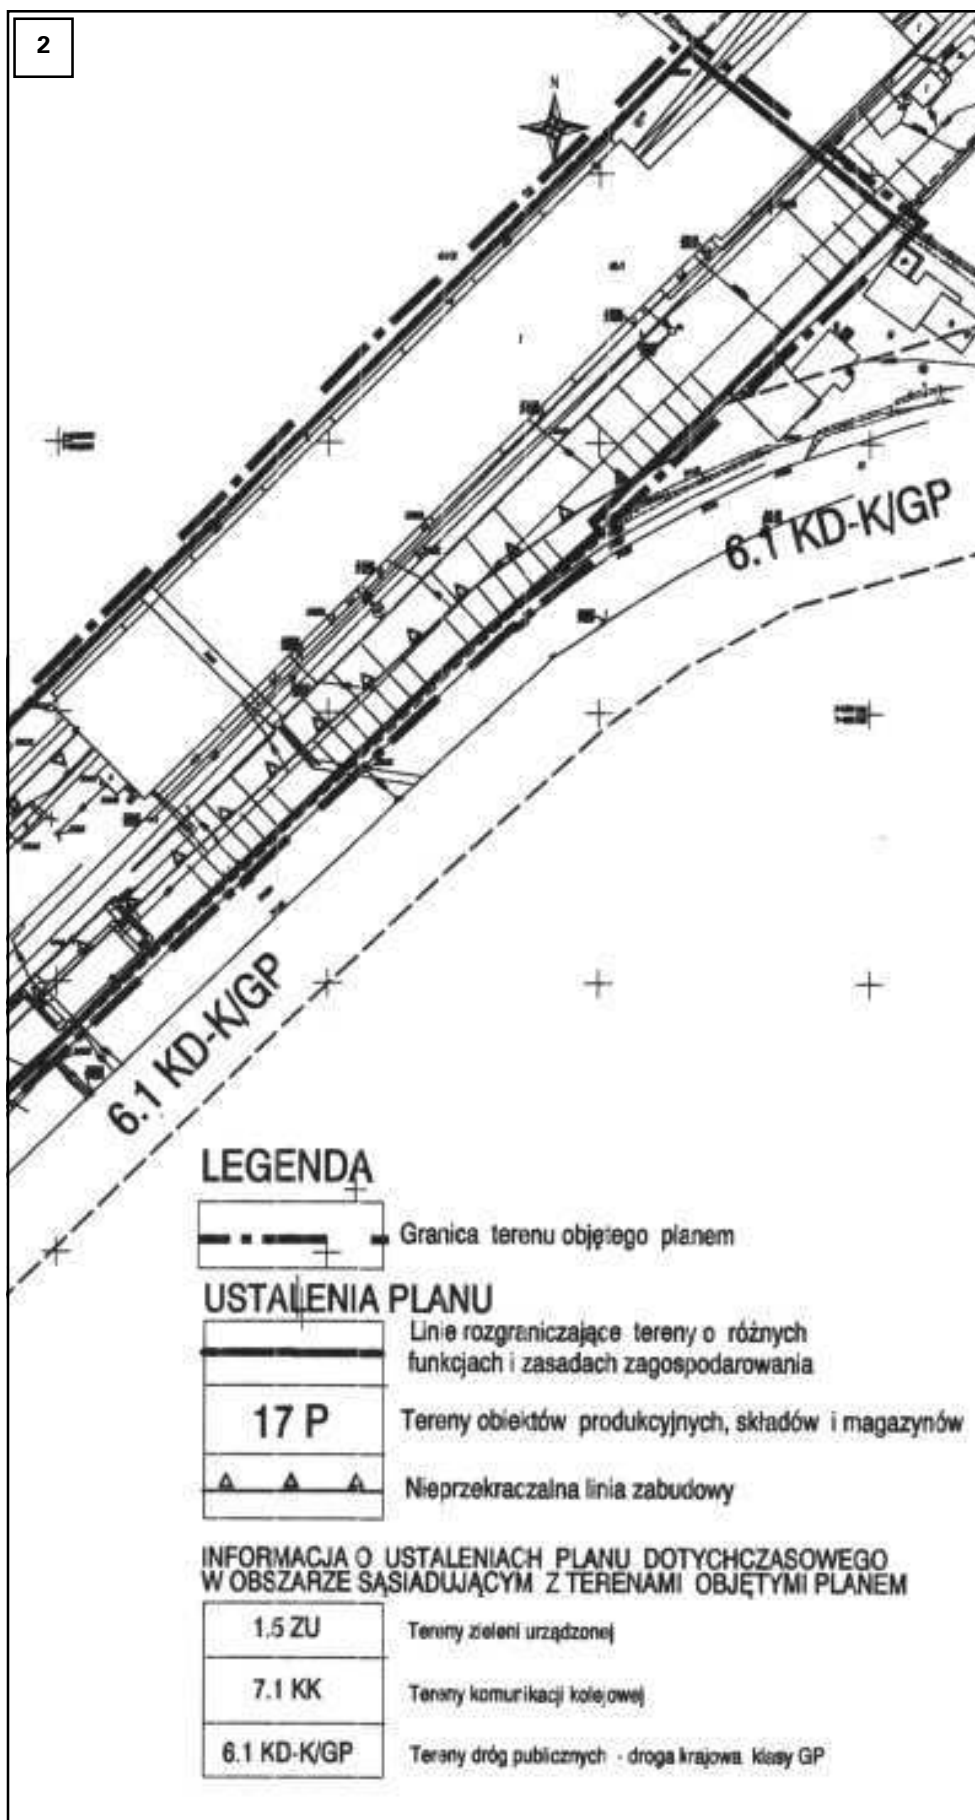 2
N
6.1 KD-K/GP
6.1 KD-K/GP
LEGENDA
Granica terenu objętego planem
USTALENIA PLANU
Linie rozgraniczające tereny o różnych
funkcjach i zasadach zagospodarowania
17 P
Tereny obiektów produkcyjnych, składów i magazynów
Nieprzekraczalna linia zabudowy
INFORMACJA O USTALENIACH PLANU DOTYCHCZASOWEGO
W OBSZARZE SĄSIADUJĄCYM Z TERENAMI OBJĘTYMI PLANEM
1.5 ZU
Tereny zieleni urządzonej
7.1 KK
Tereny komunikacji kolejowej
6.1 KD-K/GP
Tereny dróg publicznych - droga krajowa klasy GP